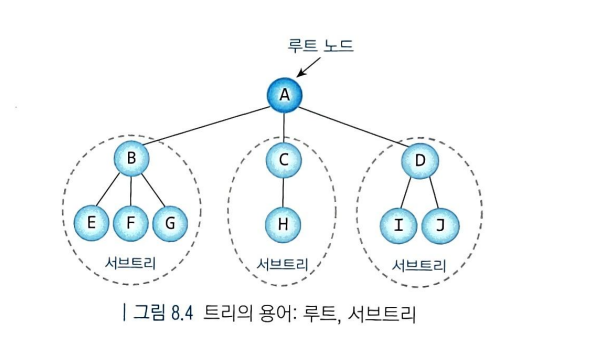 루트 노드
A
B C D
E F G H I J
서브트리 서브트리 서브트리
| 그림 8.4 트리의 용어: 루트, 서브트리